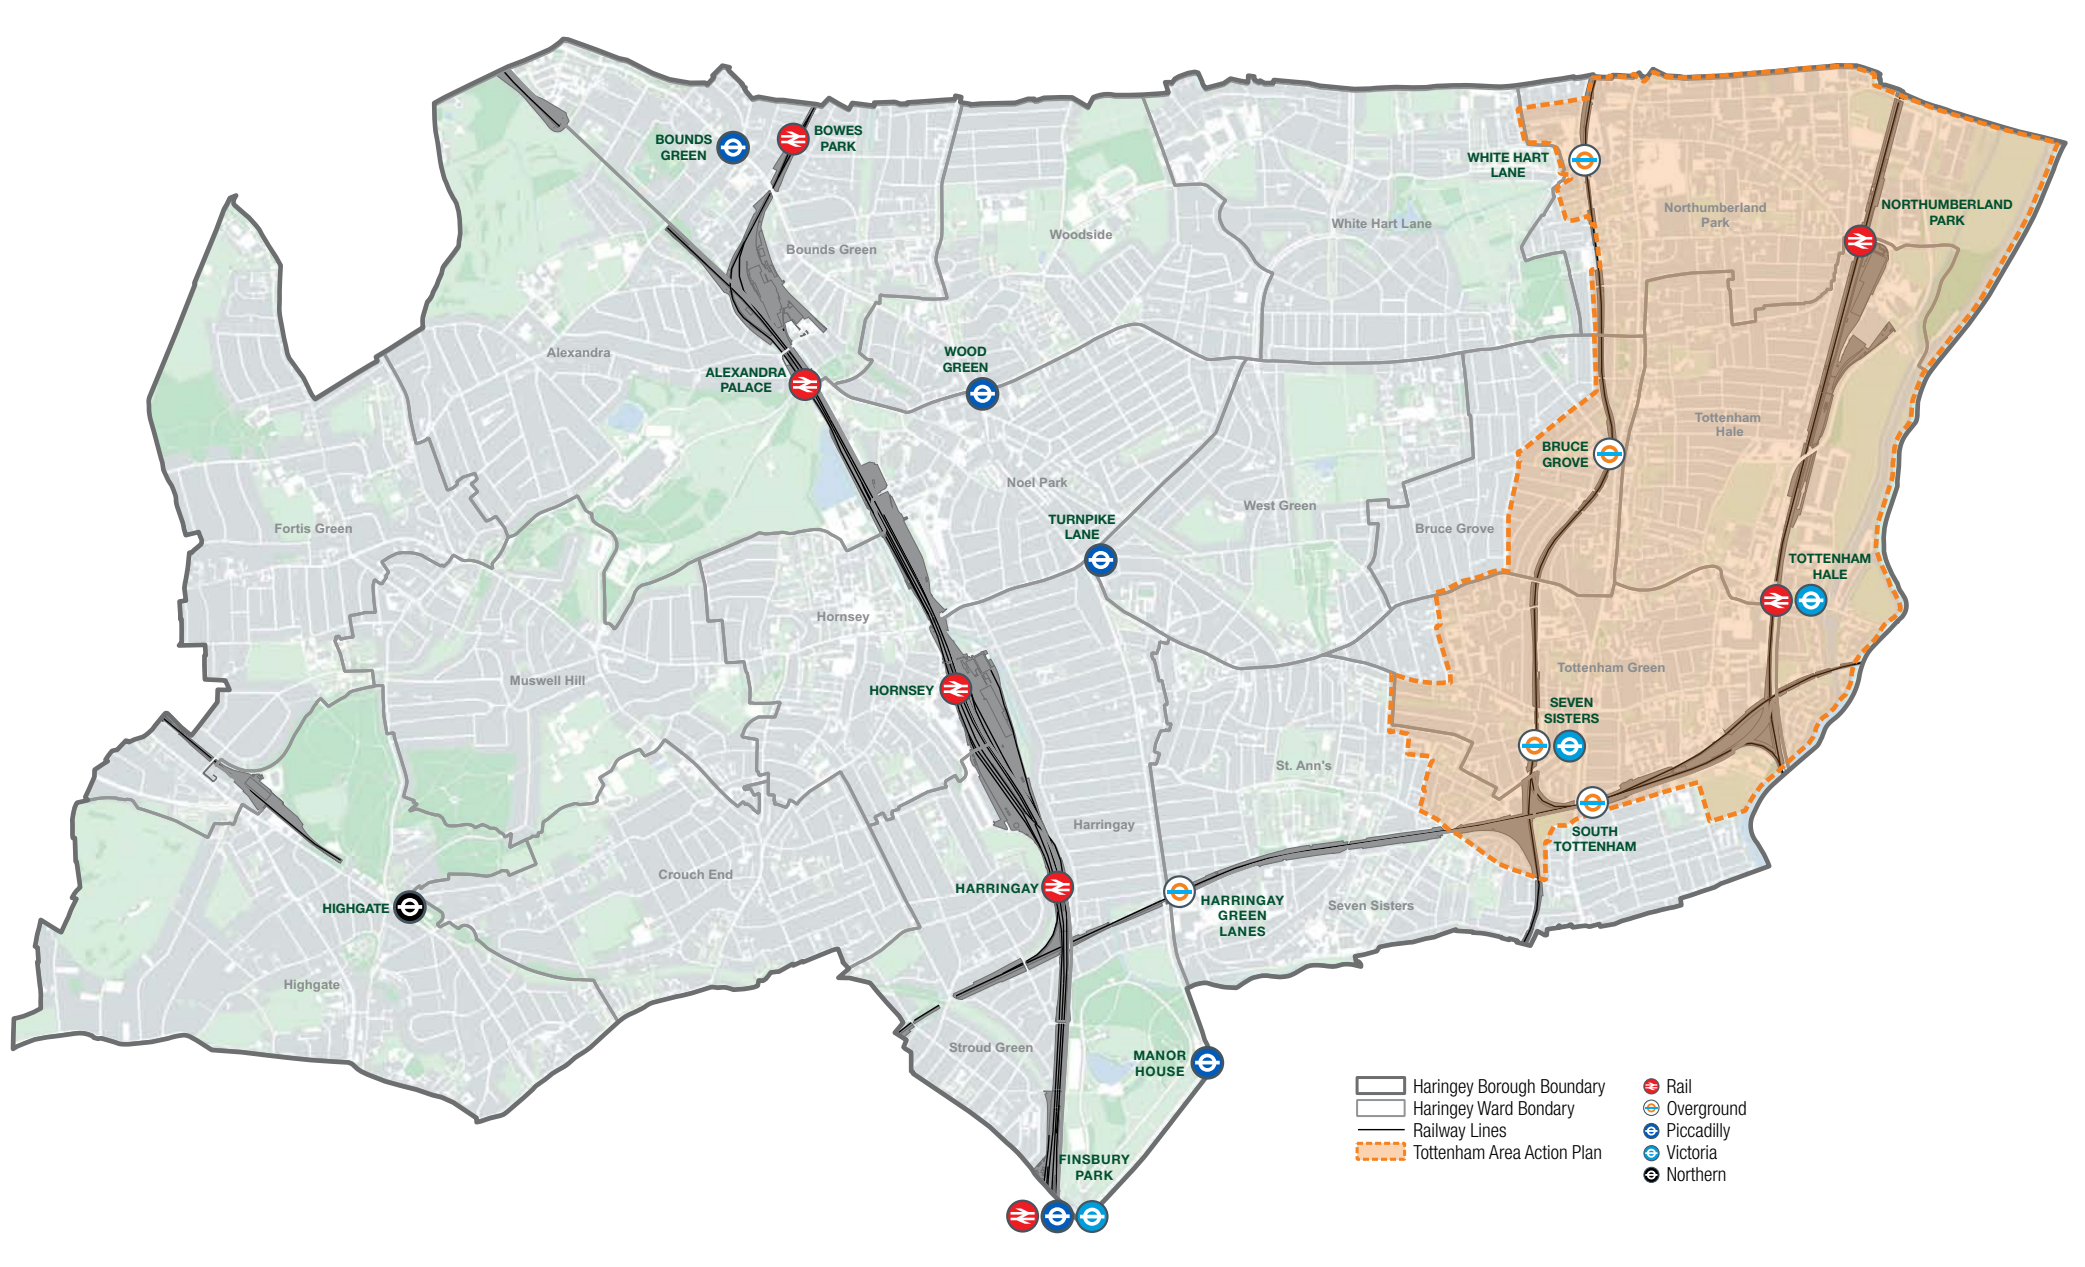 BOUNDS
GREEN
BOWES
PARK
WHITE HART
LANE
NORTHUMBERLAND
PARK
Northumberland
Park
White Hart Lane
Woodside
Bounds Green
Alexandra
ALEXANDRA
PALACE
WOOD
GREEN
Tottenham
Hale
BRUCE
GROVE
Noel Park
West Green
Bruce Grove
TURNPIKE
LANE
Fortis Green
TOTTENHAM
HALE
Hornsey
Tottenham Green
Muswell Hill
HORNSEY
SEVEN
SISTERS
St. Ann's
Harringay
SOUTH
TOTTENHAM
Crouch End
HARRINGAY
HARRINGAY
GREEN
LANES
Seven Sisters
HIGHGATE
Highgate
Stroud Green
MANOR
HOUSE
FINSBURY
PARK
Haringey Borough Boundary
Haringey Ward Bondary
Railway Lines
Tottenham Area Action Plan
Rail
Overground
Piccadilly
Victoria
Northern